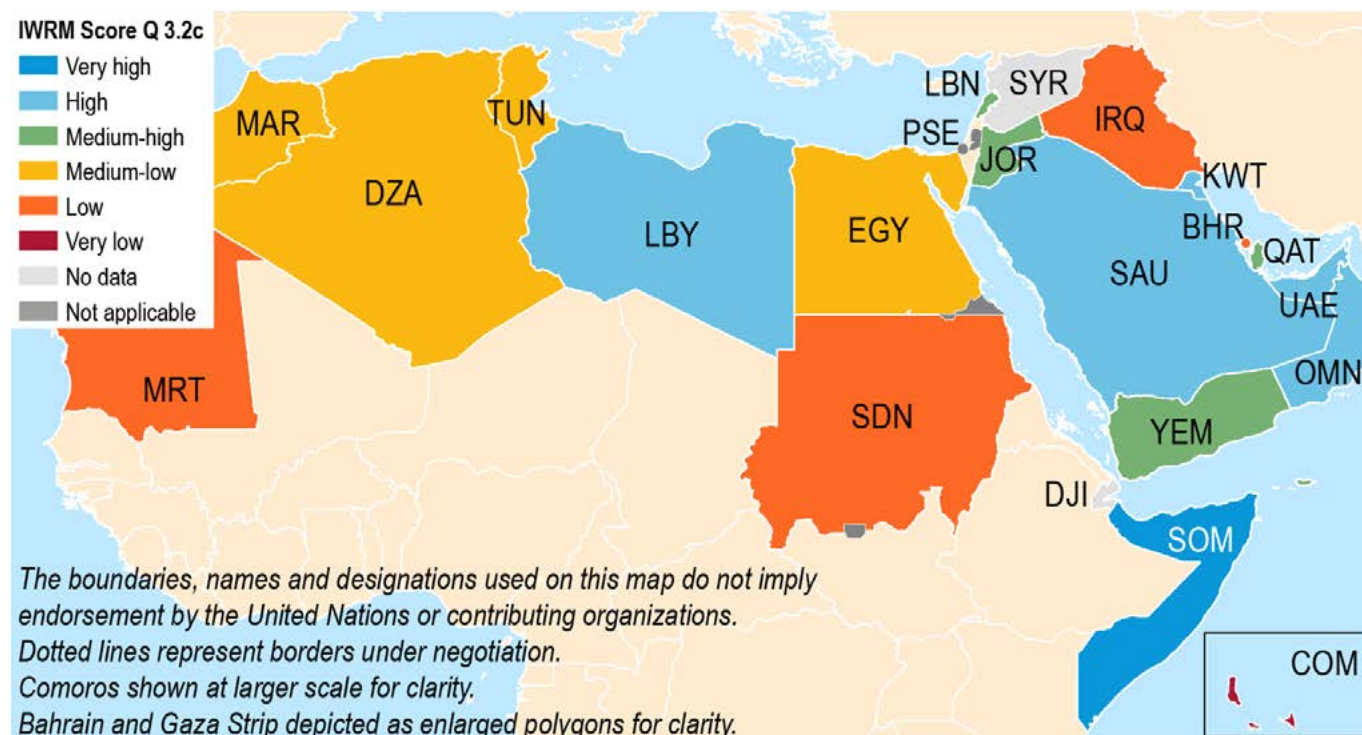 IWRM Score Q 3.2c
Very high
High
Medium-high
Medium-low
Low
Very low
No data
Not applicable
MAR
DZA
TUN
LBY
EGY
LBN
SYR
PSE
JOR
IRQ
KWT
BHR
QAT
SAU
UAE
OMN
YEM
MRT
SDN
DJI
SOM
COM
The boundaries, names and designations used on this map do not imply
endorsement by the United Nations or contributing organizations.
Dotted lines represent borders under negotiation.
Comoros shown at larger scale for clarity.
Bahrain and Gaza Strip depicted as enlarged polygons for clarity.